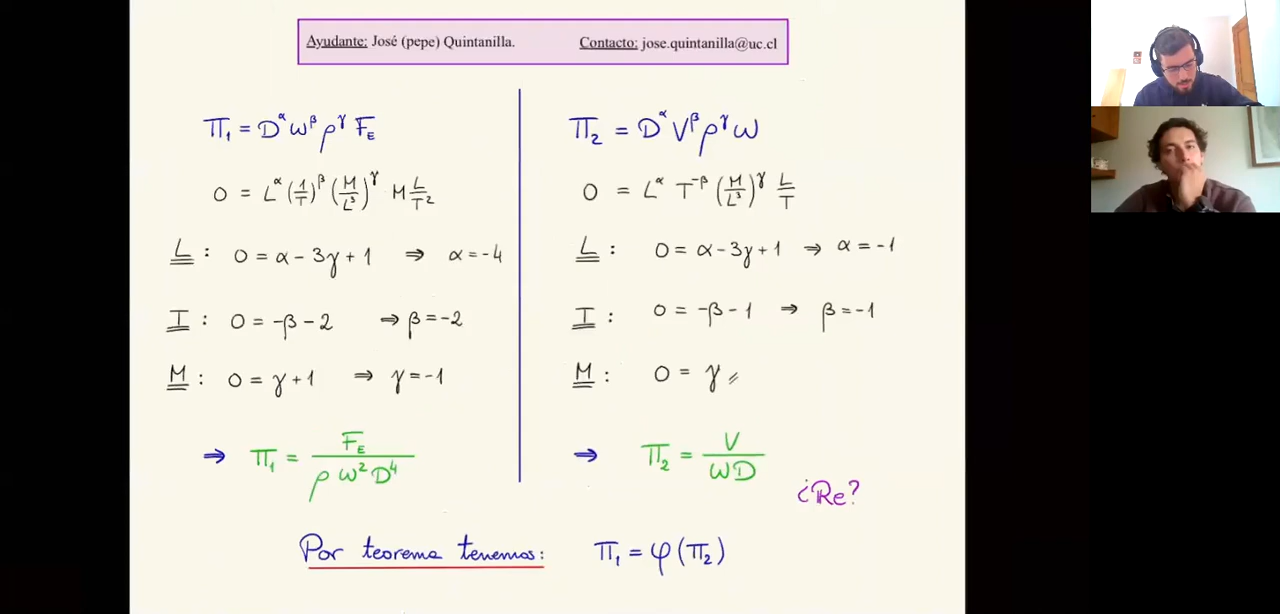 Ayudante: José (pepe) Quintanilla. Contacto: jose.quintanilla@uc.cl
Π₁ = D^α ω^β ρ^γ F_E
0 = L^α (1/T)^β (M/L³)^γ M L/T²
L: 0 = α - 3γ + 1 ⇒ α = -4
T: 0 = -β - 2 ⇒ β = -2
M: 0 = γ + 1 ⇒ γ = -1
⇒ Π₁ = F_E / (ρ ω² D⁴)
Π₂ = D^α V^β ρ^γ ω
0 = L^α T^-β (M/L³)^γ L/T
L: 0 = α - 3γ + 1 ⇒ α = -1
T: 0 = -β - 1 ⇒ β = -1
M: 0 = γ //
⇒ Π₂ = V / (ωD)
¿Re?
Por teorema tenemos: Π₁ = φ(Π₂)